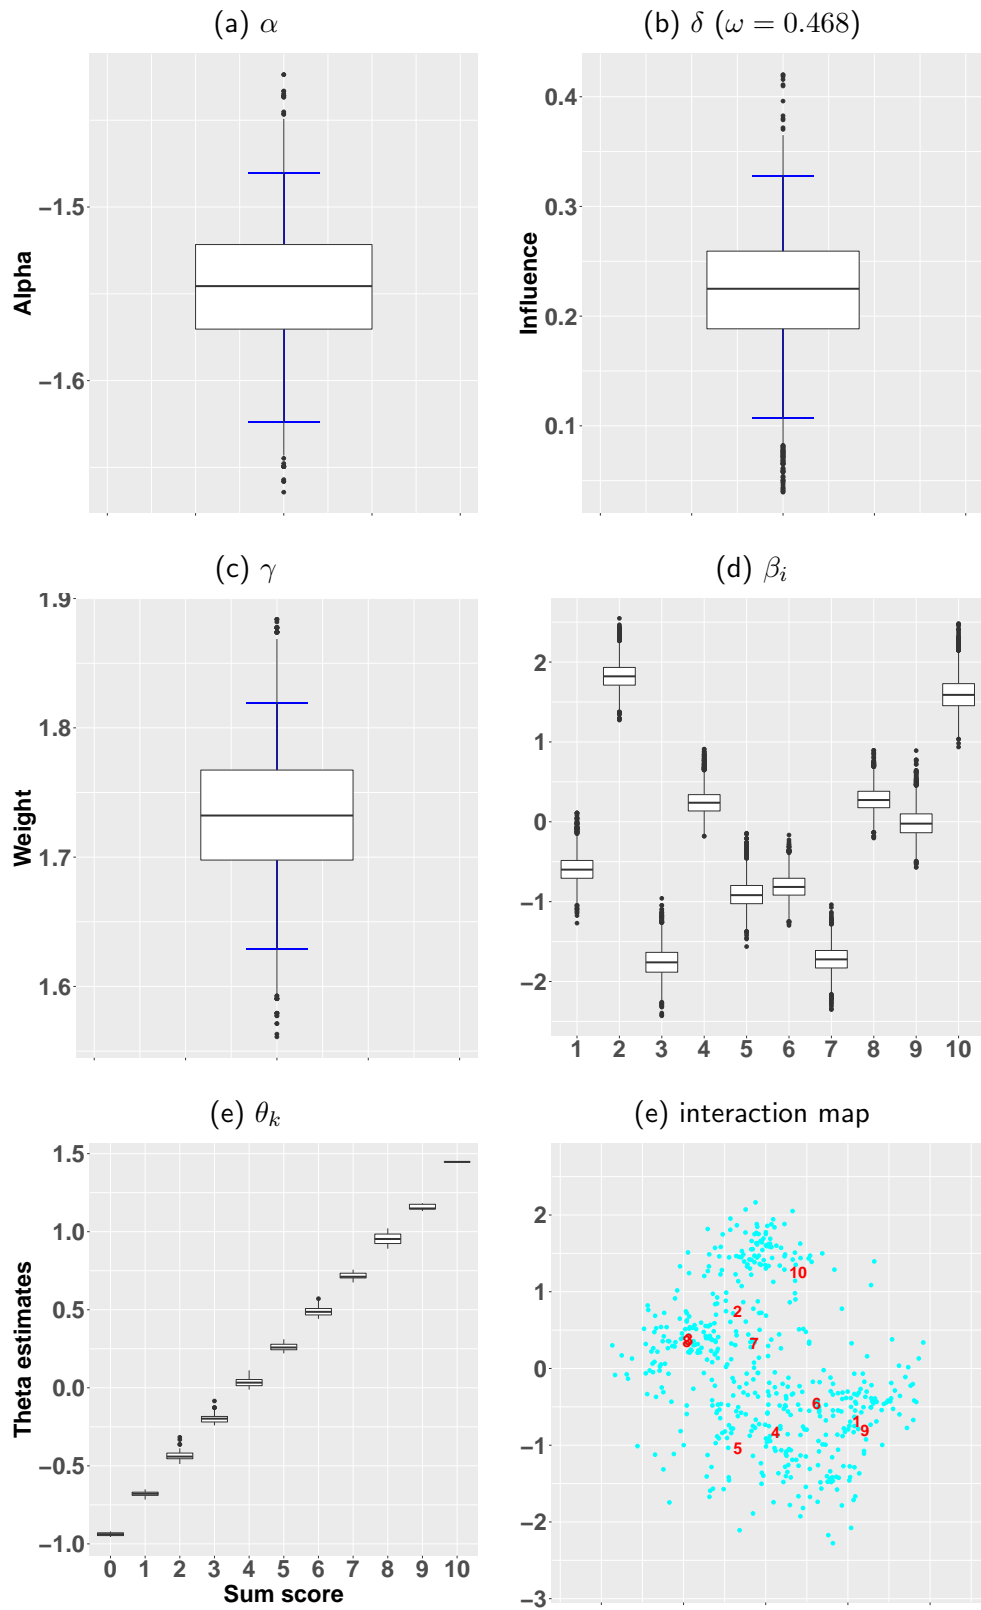 (a) α
(b) δ (ω = 0.468)
Alpha
−1.5
−1.6
Influence
0.4
0.3
0.2
0.1
(c) γ
(d) βi
Weight
1.9
1.8
1.7
1.6
2
1
0
−1
−2
1 2 3 4 5 6 7 8 9 10
(e) θk
(e) interaction map
Theta estimates
1.5
1.0
0.5
0.0
−0.5
−1.0
0 1 2 3 4 5 6 7 8 9 10
Sum score
2
1
0
−1
−2
−3
10
2
7
6
1
9
4
5